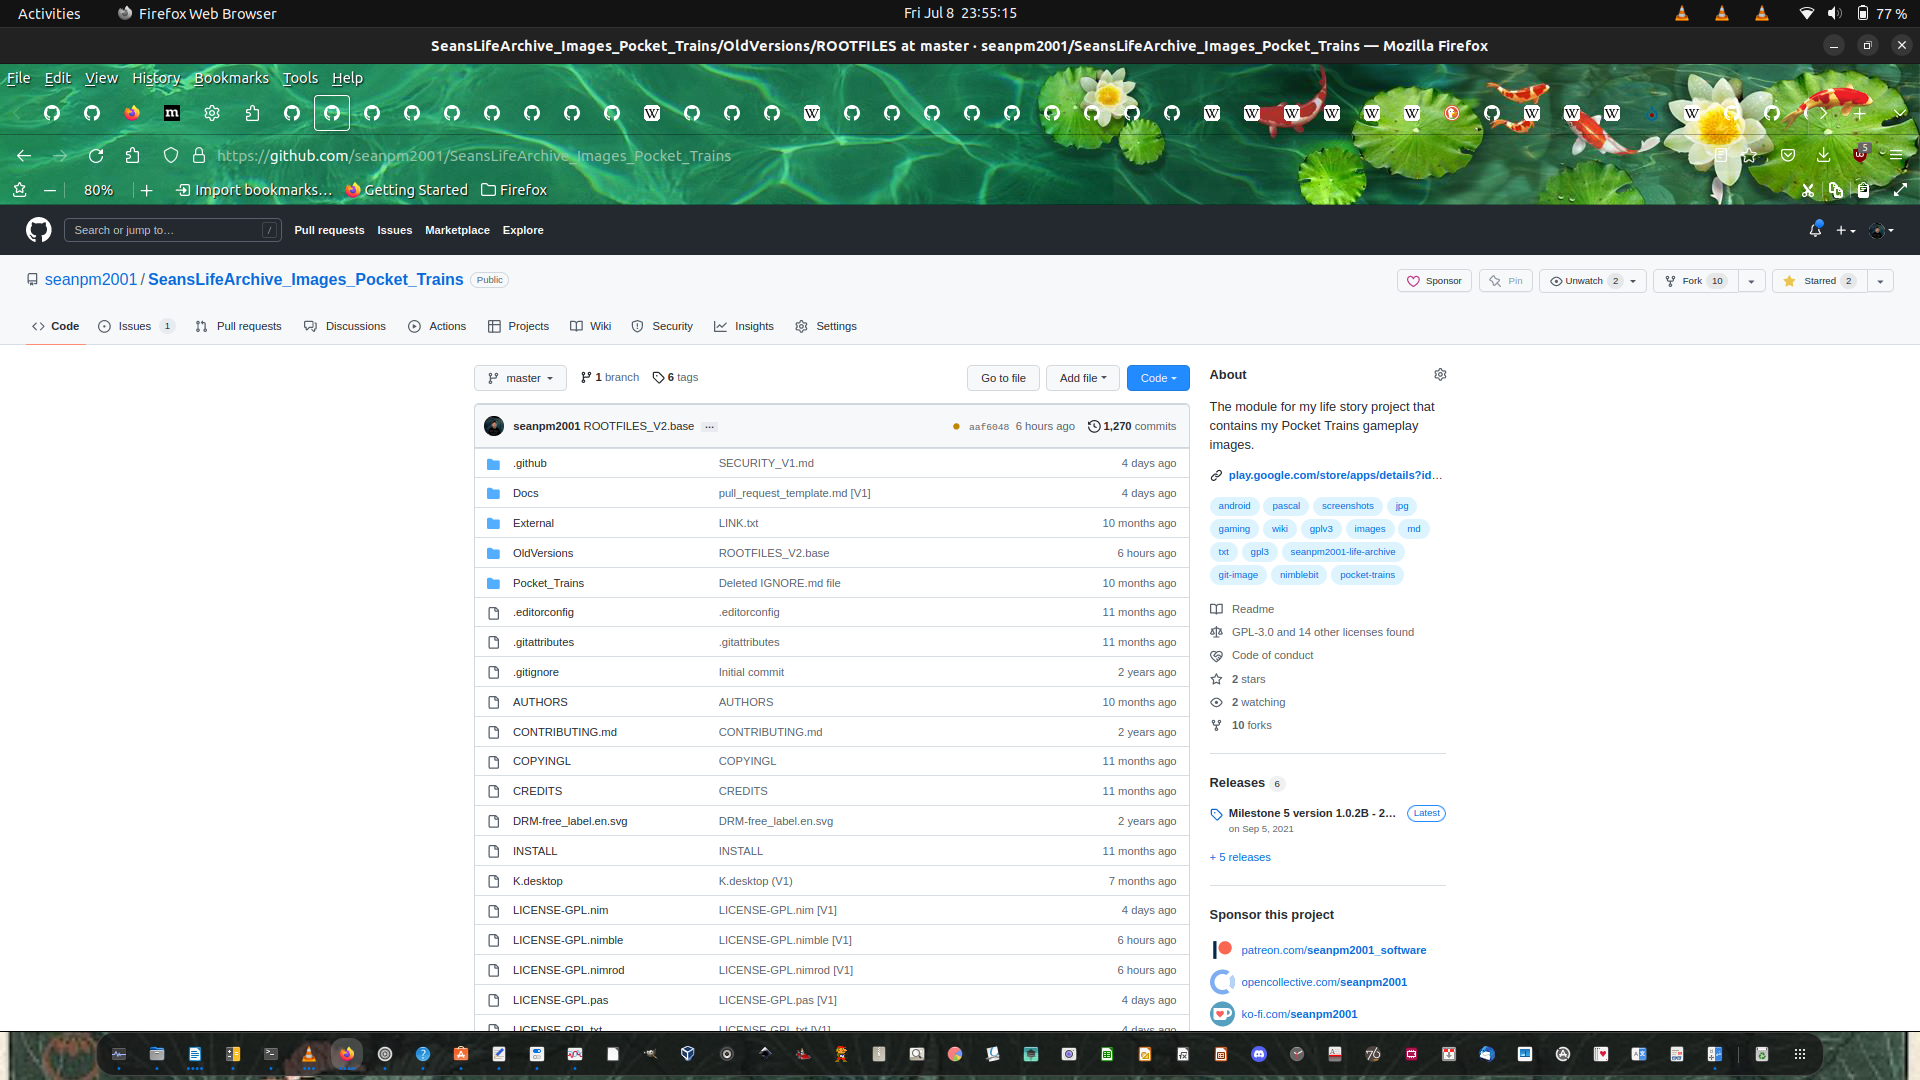 Activities Firefox Web Browser Fri Jul 8 23:55:15 77 %
SeansLifeArchive_Images_Pocket_Trains/OldVersions/ROOTFILES at master · seanpm2001/SeansLifeArchive_Images_Pocket_Trains — Mozilla Firefox
File Edit View History Bookmarks Tools Help
https://github.com/seanpm2001/SeansLifeArchive_Images_Pocket_Trains 5
80% Import bookmarks… Getting Started Firefox
Search or jump to… / Pull requests Issues Marketplace Explore
seanpm2001 / SeansLifeArchive_Images_Pocket_Trains Public Sponsor Pin Unwatch 2 Fork 10 Starred 2
Code Issues 1 Pull requests Discussions Actions Projects Wiki Security Insights Settings
master 1 branch 6 tags Go to file Add file Code
seanpm2001 ROOTFILES_V2.base ... aaf6048 6 hours ago 1,270 commits
.github SECURITY_V1.md 4 days ago
Docs pull_request_template.md [V1] 4 days ago
External LINK.txt 10 months ago
OldVersions ROOTFILES_V2.base 6 hours ago
Pocket_Trains Deleted IGNORE.md file 10 months ago
.editorconfig .editorconfig 11 months ago
.gitattributes .gitattributes 11 months ago
.gitignore Initial commit 2 years ago
AUTHORS AUTHORS 10 months ago
CONTRIBUTING.md CONTRIBUTING.md 2 years ago
COPYINGL COPYINGL 11 months ago
CREDITS CREDITS 11 months ago
DRM-free_label.en.svg DRM-free_label.en.svg 2 years ago
INSTALL INSTALL 11 months ago
K.desktop K.desktop (V1) 7 months ago
LICENSE-GPL.nim LICENSE-GPL.nim [V1] 4 days ago
LICENSE-GPL.nimble LICENSE-GPL.nimble [V1] 6 hours ago
LICENSE-GPL.nimrod LICENSE-GPL.nimrod [V1] 6 hours ago
LICENSE-GPL.pas LICENSE-GPL.pas [V1] 4 days ago
LICENSE-GPL.txt LICENSE-GPL.txt [V1] 4 days ago
About
The module for my life story project that
contains my Pocket Trains gameplay
images.
play.google.com/store/apps/details?id…
android pascal screenshots jpg
gaming wiki gplv3 images md
txt gpl3 seanpm2001-life-archive
git-image nimblebit pocket-trains
Readme
GPL-3.0 and 14 other licenses found
Code of conduct
2 stars
2 watching
10 forks
Releases 6
Milestone 5 version 1.0.2B - 2… Latest
on Sep 5, 2021
+ 5 releases
Sponsor this project
patreon.com/seanpm2001_software
opencollective.com/seanpm2001
ko-fi.com/seanpm2001